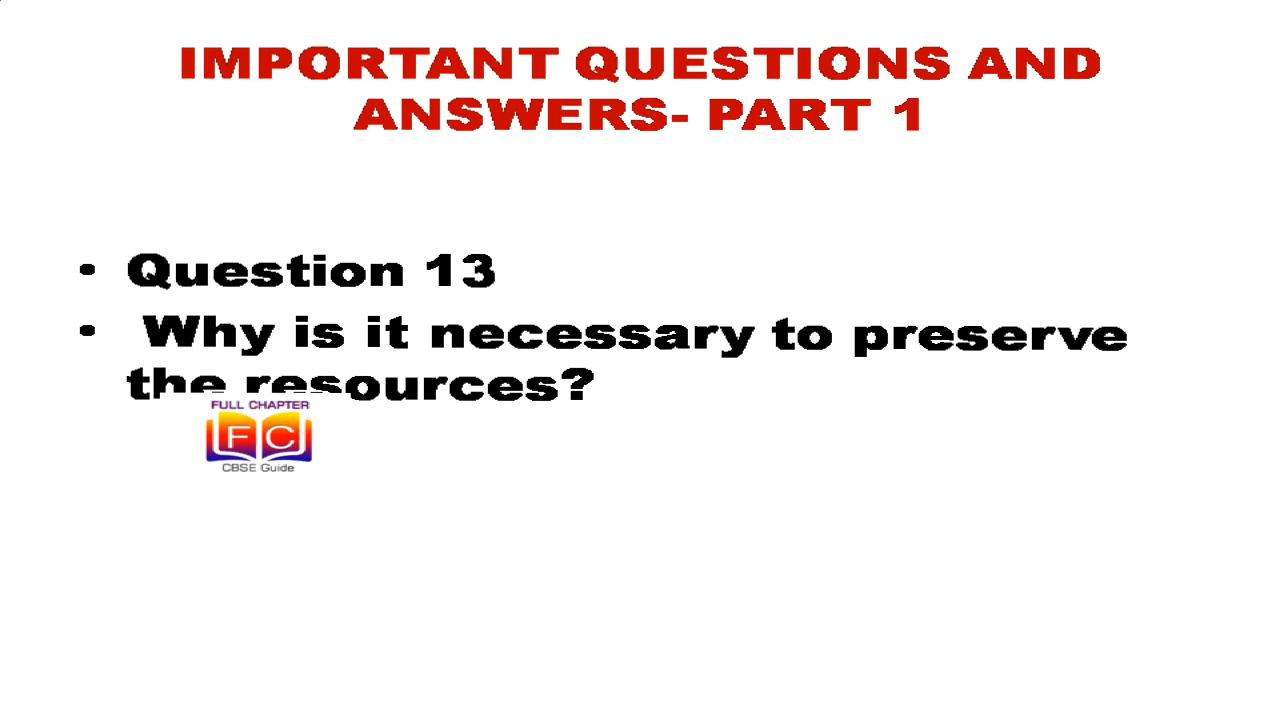 IMPORTANT QUESTIONS AND
ANSWERS- PART 1
• Question 13
• Why is it necessary to preserve
the resources?
FULL CHAPTER
FC
CBSE Guide